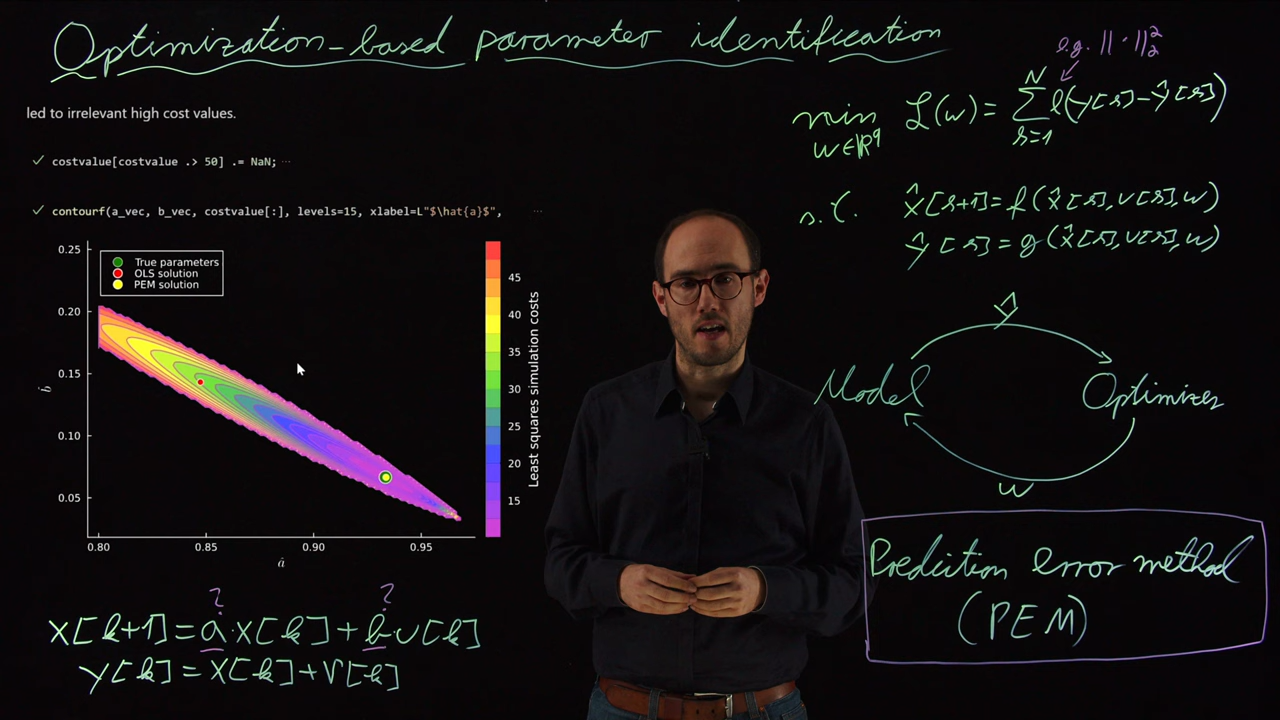 Optimization-based parameter identification
led to irrelevant high cost values.
✓ costvalue[costvalue .> 50] .= NaN; ...
✓ contourf(a_vec, b_vec, costvalue[:], levels=15, xlabel=L"$\hat{a}$", ...
True parameters
OLS solution
PEM solution
0.25
0.20
0.15
0.10
0.05
b̂
0.80 0.85 0.90 0.95
â
45
40
35
30
25
20
15
Least squares simulation costs
? ?
x[k+1] = a·x[k] + b·u[k]
y[k] = x[k] + v[k]
e.g. ||·||₂²
min ℒ(w) = ∑ ℓ(y[k] - ŷ[k])
w∈ℝ^q
N
k=1
s.t. x̂[k+1] = f(x̂[k], u[k], w)
ŷ[k] = g(x̂[k], u[k], w)
ŷ
Model Optimizer
w
Prediction error method
(PEM)